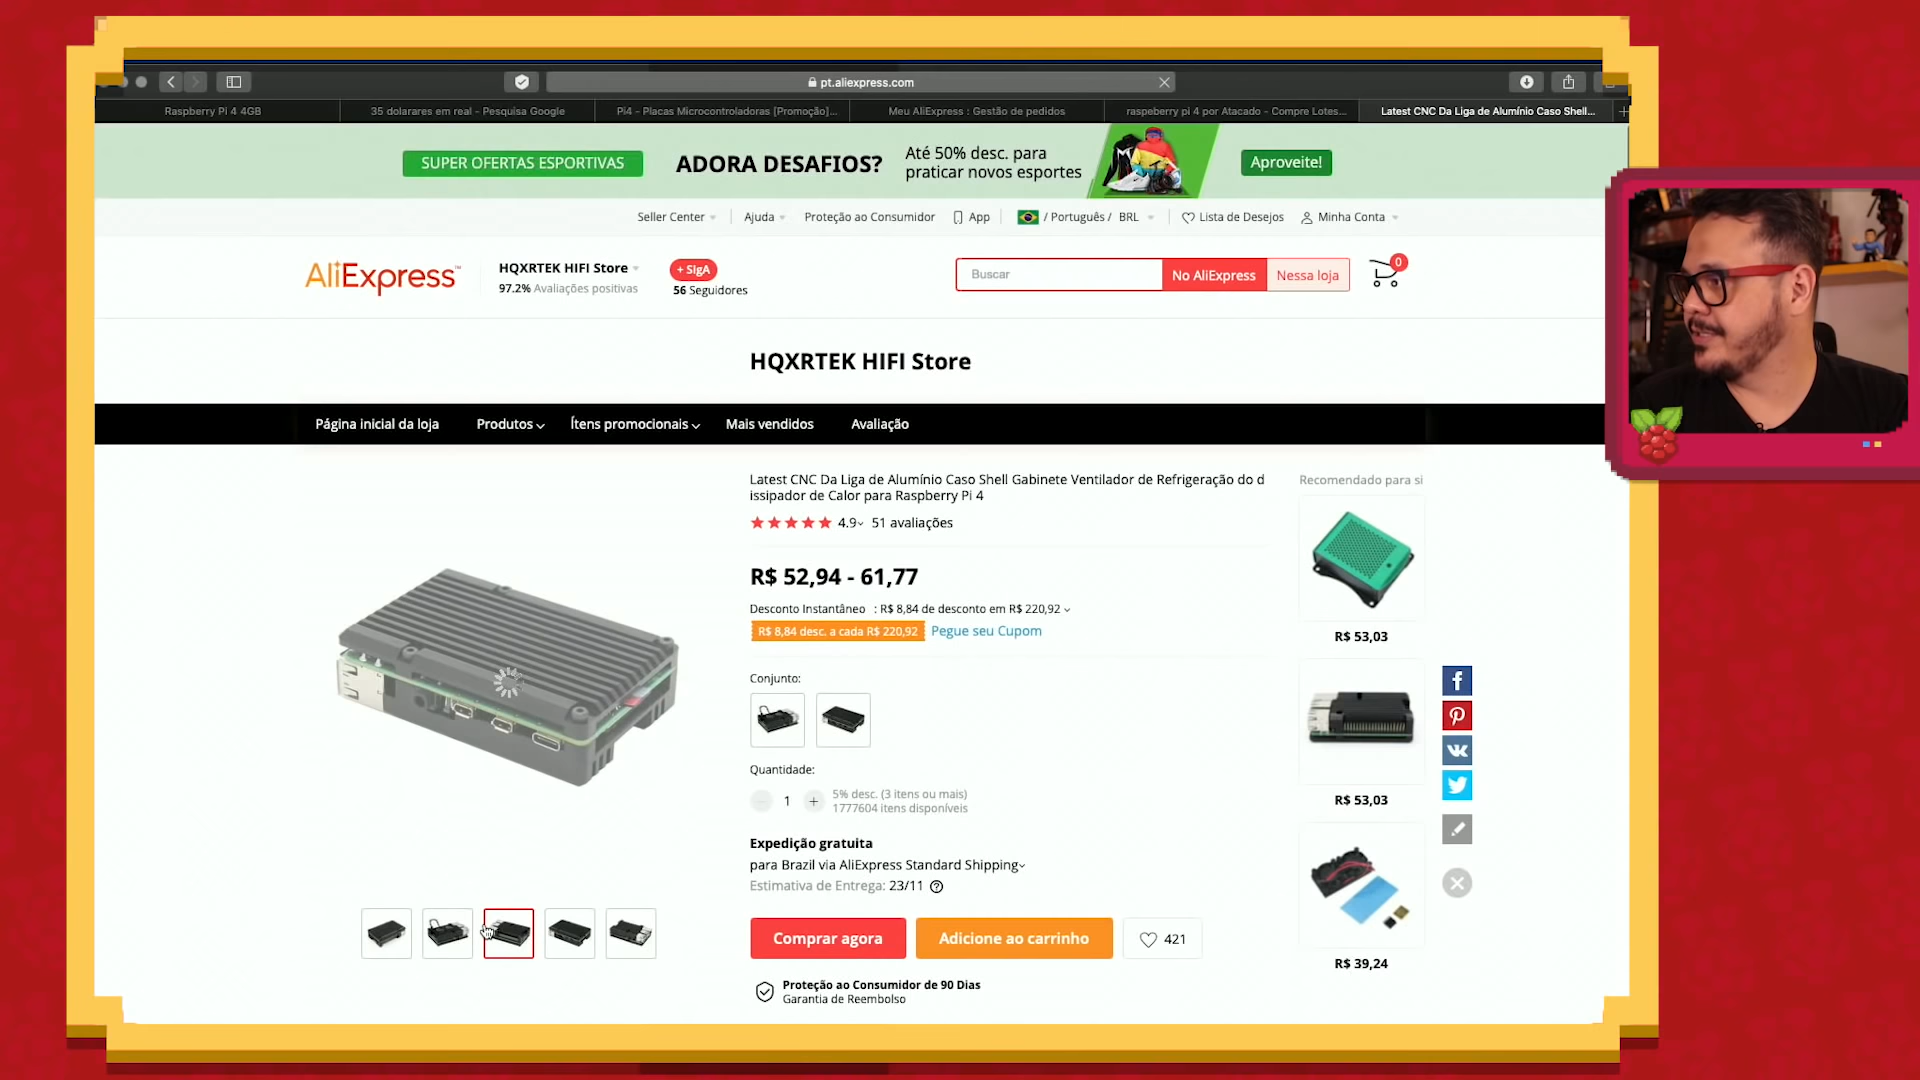 pt.aliexpress.com
Raspberry Pi 4 4GB
35 dolarares em real - Pesquisa Google
Pi4 - Placas Microcontroladoras [Promoção]...
Meu AliExpress : Gestão de pedidos
raspeberry pi 4 por Atacado - Compre Lotes...
Latest CNC Da Liga de Alumínio Caso Shell...
SUPER OFERTAS ESPORTIVAS
ADORA DESAFIOS?
Até 50% desc. para
praticar novos esportes
Aproveite!
Seller Center
Ajuda
Proteção ao Consumidor
App
/ Português /
BRL
Lista de Desejos
Minha Conta
AliExpress™
HQXRTEK HIFI Store
97.2% Avaliações positivas
+ SIgA
56 Seguidores
Buscar
No AliExpress
Nessa loja
0
HQXRTEK HIFI Store
Página inicial da loja
Produtos
Ítens promocionais
Mais vendidos
Avaliação
Latest CNC Da Liga de Alumínio Caso Shell Gabinete Ventilador de Refrigeração do d
issipador de Calor para Raspberry Pi 4
4.9
51 avaliações
R$ 52,94 - 61,77
Desconto Instantâneo : R$ 8,84 de desconto em R$ 220,92
R$ 8,84 desc. a cada R$ 220,92
Pegue seu Cupom
Conjunto:
Quantidade:
1
+
5% desc. (3 itens ou mais)
1777604 itens disponíveis
Expedição gratuita
para Brazil via AliExpress Standard Shipping
Estimativa de Entrega: 23/11
Comprar agora
Adicione ao carrinho
421
Proteção ao Consumidor de 90 Dias
Garantia de Reembolso
Recomendado para si
R$ 53,03
R$ 53,03
R$ 39,24